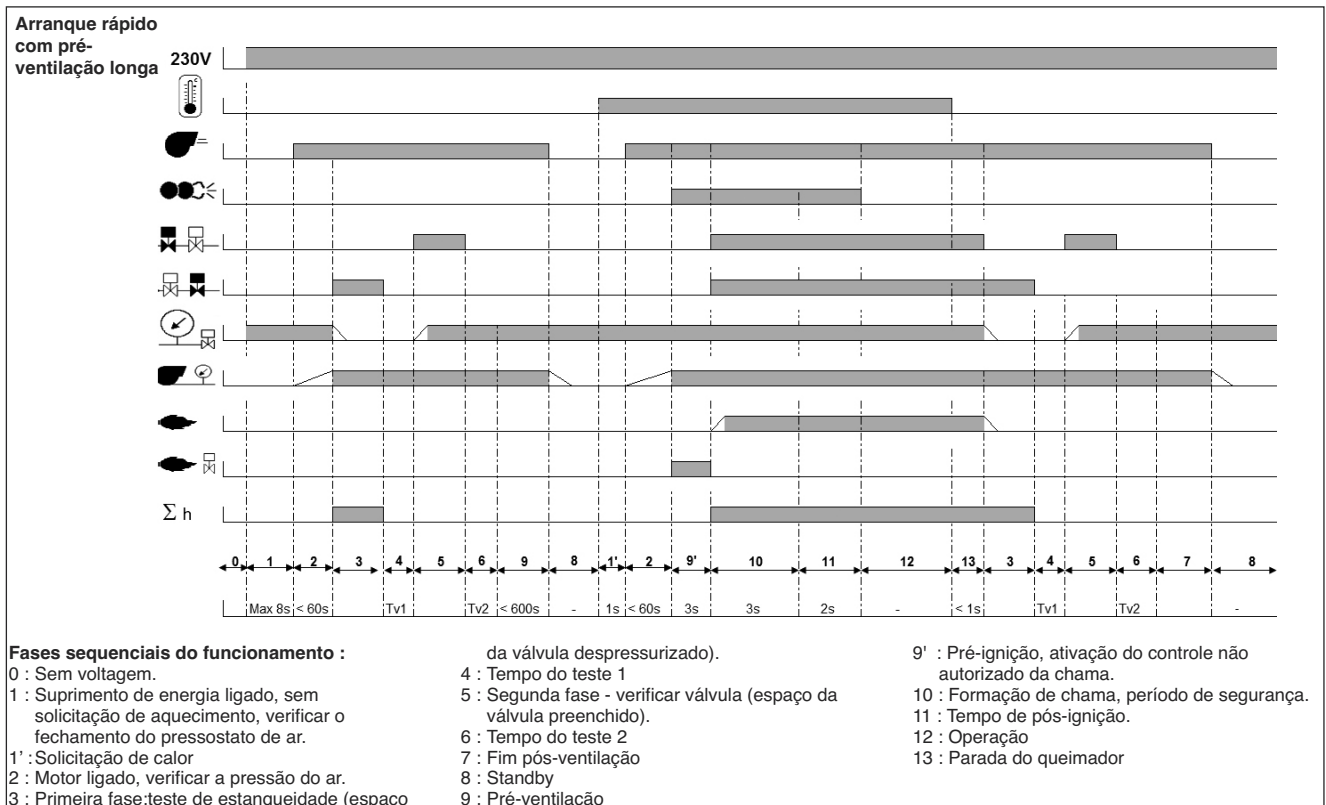 Arranque rápido
com pré-
ventilação longa
230V
Σ h
0 1 2 3 4 5 6 9 8 1' 2 9' 10 11 12 13 3 4 5 6 7 8
Max 8s < 60s Tv1 Tv2 < 600s - 1s < 60s 3s 3s 2s - < 1s Tv1 Tv2 -
Fases sequenciais do funcionamento :
0 : Sem voltagem.
1 : Suprimento de energia ligado, sem
solicitação de aquecimento, verificar o
fechamento do pressostato de ar.
1' :Solicitação de calor
2 : Motor ligado, verificar a pressão do ar.
3 : Primeira fase:teste de estanqueidade (espaço
da válvula despressurizado).
4 : Tempo do teste 1
5 : Segunda fase - verificar válvula (espaço da
válvula preenchido).
6 : Tempo do teste 2
7 : Fim pós-ventilação
8 : Standby
9 : Pré-ventilação
9' : Pré-ignição, ativação do controle não
autorizado da chama.
10 : Formação de chama, período de segurança.
11 : Tempo de pós-ignição.
12 : Operação
13 : Parada do queimador